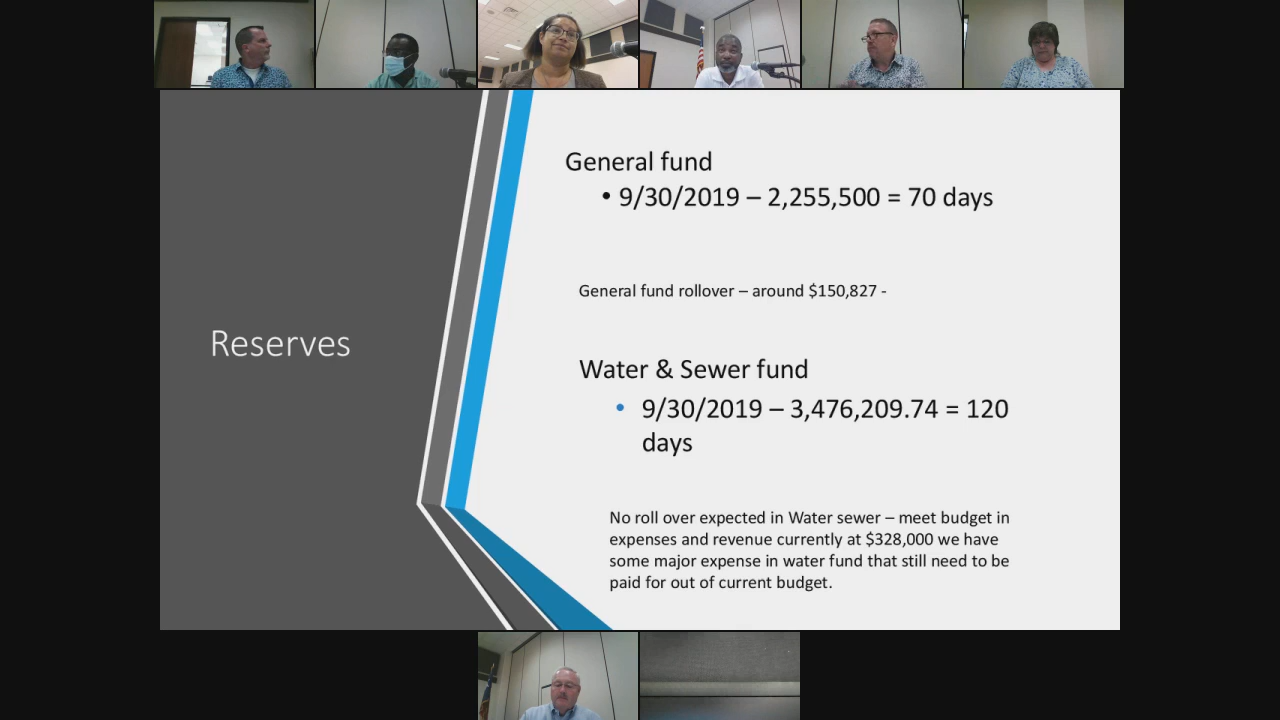 Reserves
General fund
• 9/30/2019 – 2,255,500 = 70 days
General fund rollover – around $150,827 -
Water & Sewer fund
• 9/30/2019 – 3,476,209.74 = 120
days
No roll over expected in Water sewer – meet budget in
expenses and revenue currently at $328,000 we have
some major expense in water fund that still need to be
paid for out of current budget.